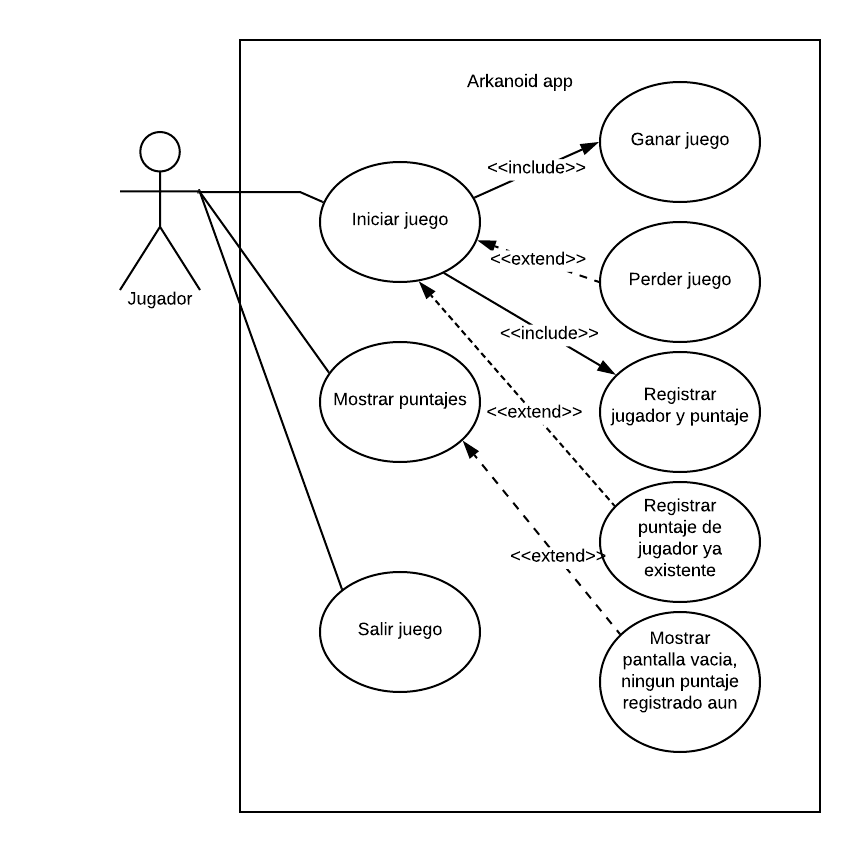 Arkanoid app
Ganar juego
<<include>>
Iniciar juego
<<extend>>
Perder juego
Jugador
<<include>>
Registrar
jugador y puntaje
Mostrar puntajes
<<extend>>
Registrar
puntaje de
jugador ya
existente
<<extend>>
Salir juego
Mostrar
pantalla vacia,
ningun puntaje
registrado aun